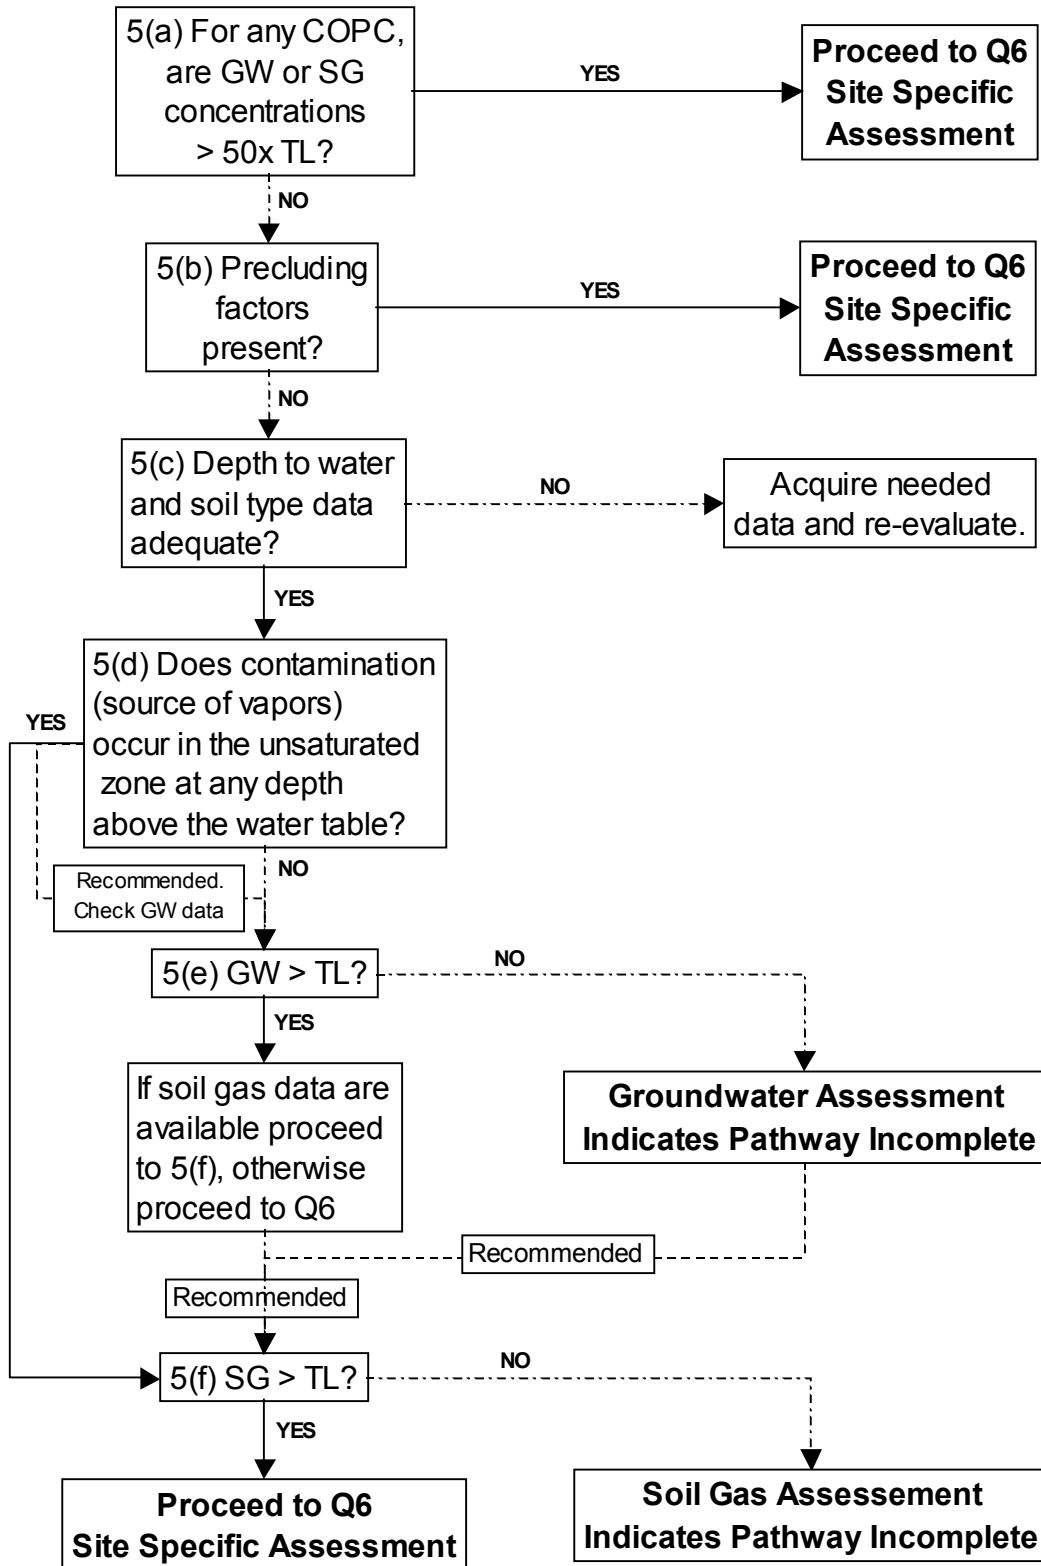 5(a) For any COPC,
are GW or SG
concentrations
> 50x TL?
YES
Proceed to Q6
Site Specific
Assessment
NO
5(b) Precluding
factors
present?
YES
Proceed to Q6
Site Specific
Assessment
NO
5(c) Depth to water
and soil type data
adequate?
NO
Acquire needed
data and re-evaluate.
YES
5(d) Does contamination
(source of vapors)
occur in the unsaturated
zone at any depth
above the water table?
YES
NO
Recommended.
Check GW data
5(e) GW > TL?
NO
YES
If soil gas data are
available proceed
to 5(f), otherwise
proceed to Q6
Groundwater Assessment
Indicates Pathway Incomplete
Recommended
Recommended
5(f) SG > TL?
NO
YES
Proceed to Q6
Site Specific Assessment
Soil Gas Assessement
Indicates Pathway Incomplete